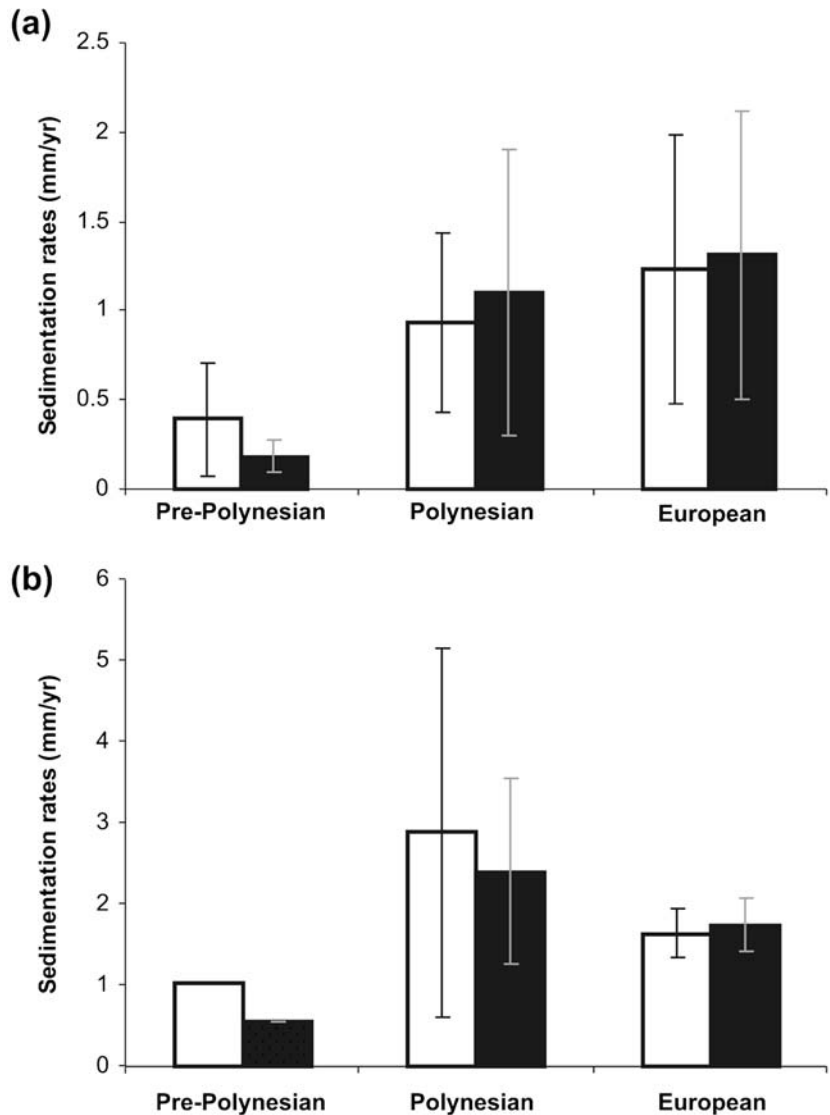 (a)
Sedimentation rates (mm/yr)
2.5
2
1.5
1
0.5
0
Pre-Polynesian Polynesian European
(b)
Sedimentation rates (mm/yr)
6
5
4
3
2
1
0
Pre-Polynesian Polynesian European